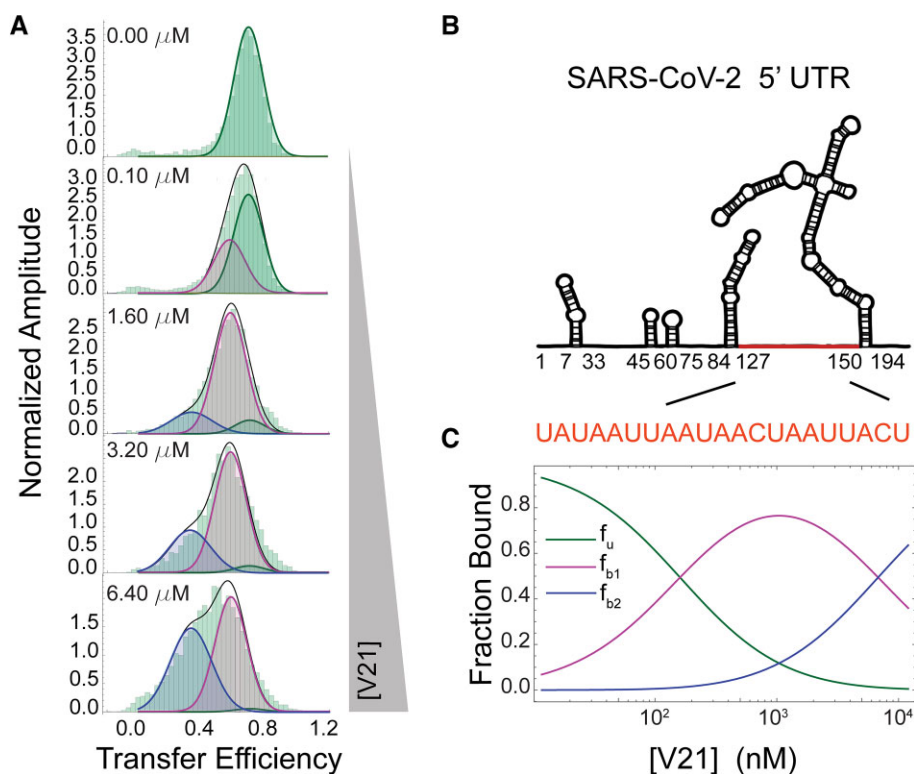 A
Normalized Amplitude
0.00 μM
3.5
3.0
2.5
2.0
1.5
1.0
0.5
0.0
0.10 μM
3.0
2.5
2.0
1.5
1.0
0.5
0.0
1.60 μM
2.5
2.0
1.5
1.0
0.5
0.0
3.20 μM
2.5
2.0
1.5
1.0
0.5
0.0
6.40 μM
1.5
1.0
0.5
0.0
0.0 0.4 0.8 1.2
Transfer Efficiency
[V21]
B
SARS-CoV-2 5' UTR
1 7 33 45 60 75 84 127 150 194
UAUAAUUAAUAACUAAUUACU
C
Fraction Bound
0.8
0.6
0.4
0.2
0.0
fu
fb1
fb2
10² 10³ 10⁴
[V21] (nM)